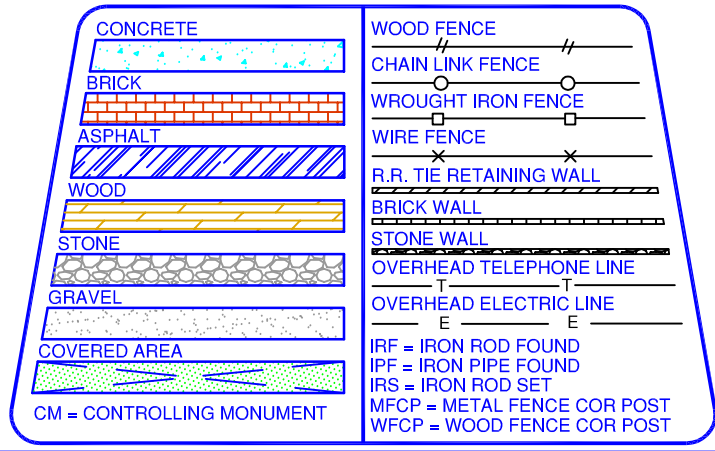 CONCRETE
BRICK
ASPHALT
WOOD
STONE
GRAVEL
COVERED AREA
CM = CONTROLLING MONUMENT
WOOD FENCE
CHAIN LINK FENCE
WROUGHT IRON FENCE
WIRE FENCE
R.R. TIE RETAINING WALL
BRICK WALL
STONE WALL
OVERHEAD TELEPHONE LINE
T T
OVERHEAD ELECTRIC LINE
E E
IRF = IRON ROD FOUND
IPF = IRON PIPE FOUND
IRS = IRON ROD SET
MFCP = METAL FENCE COR POST
WFCP = WOOD FENCE COR POST